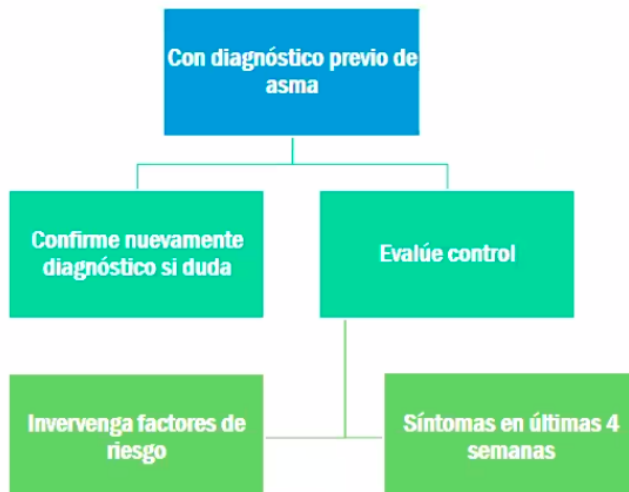 Con diagnóstico previo de
asma
Confirme nuevamente
diagnóstico si duda
Evalúe control
Invervenga factores de
riesgo
Síntomas en últimas 4
semanas